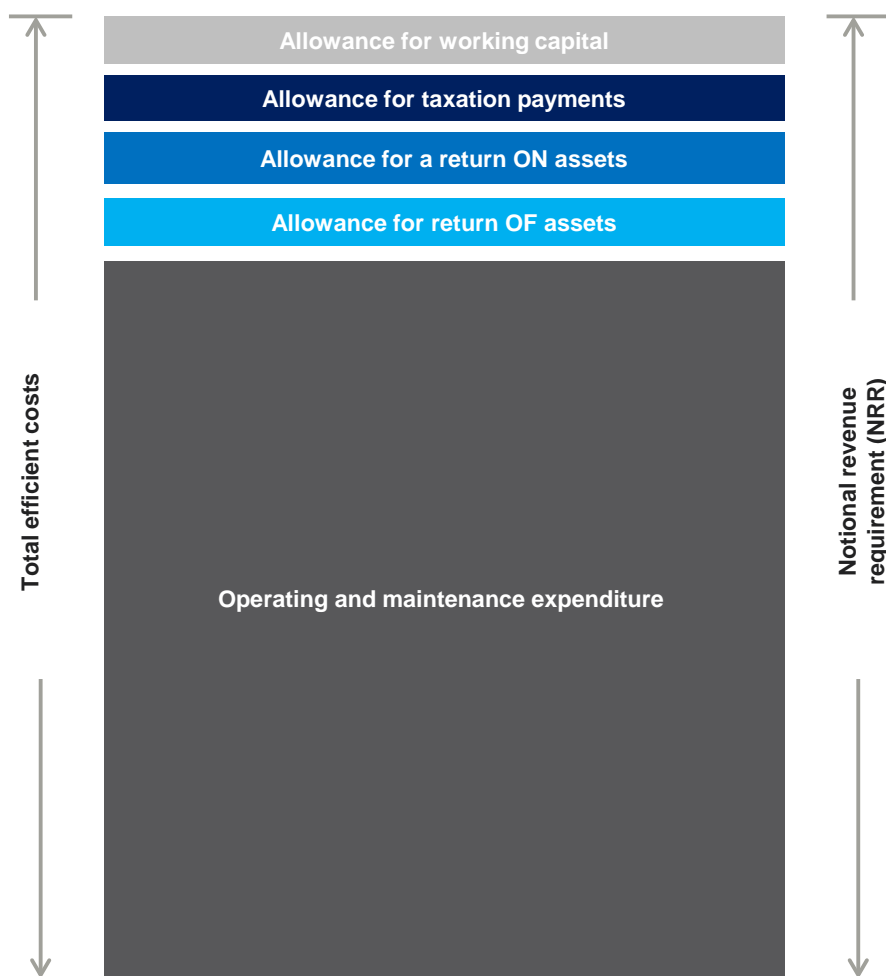 Allowance for working capital
Allowance for taxation payments
Allowance for a return ON assets
Allowance for return OF assets
Total efficient costs
Operating and maintenance expenditure
Notional revenue
requirement (NRR)